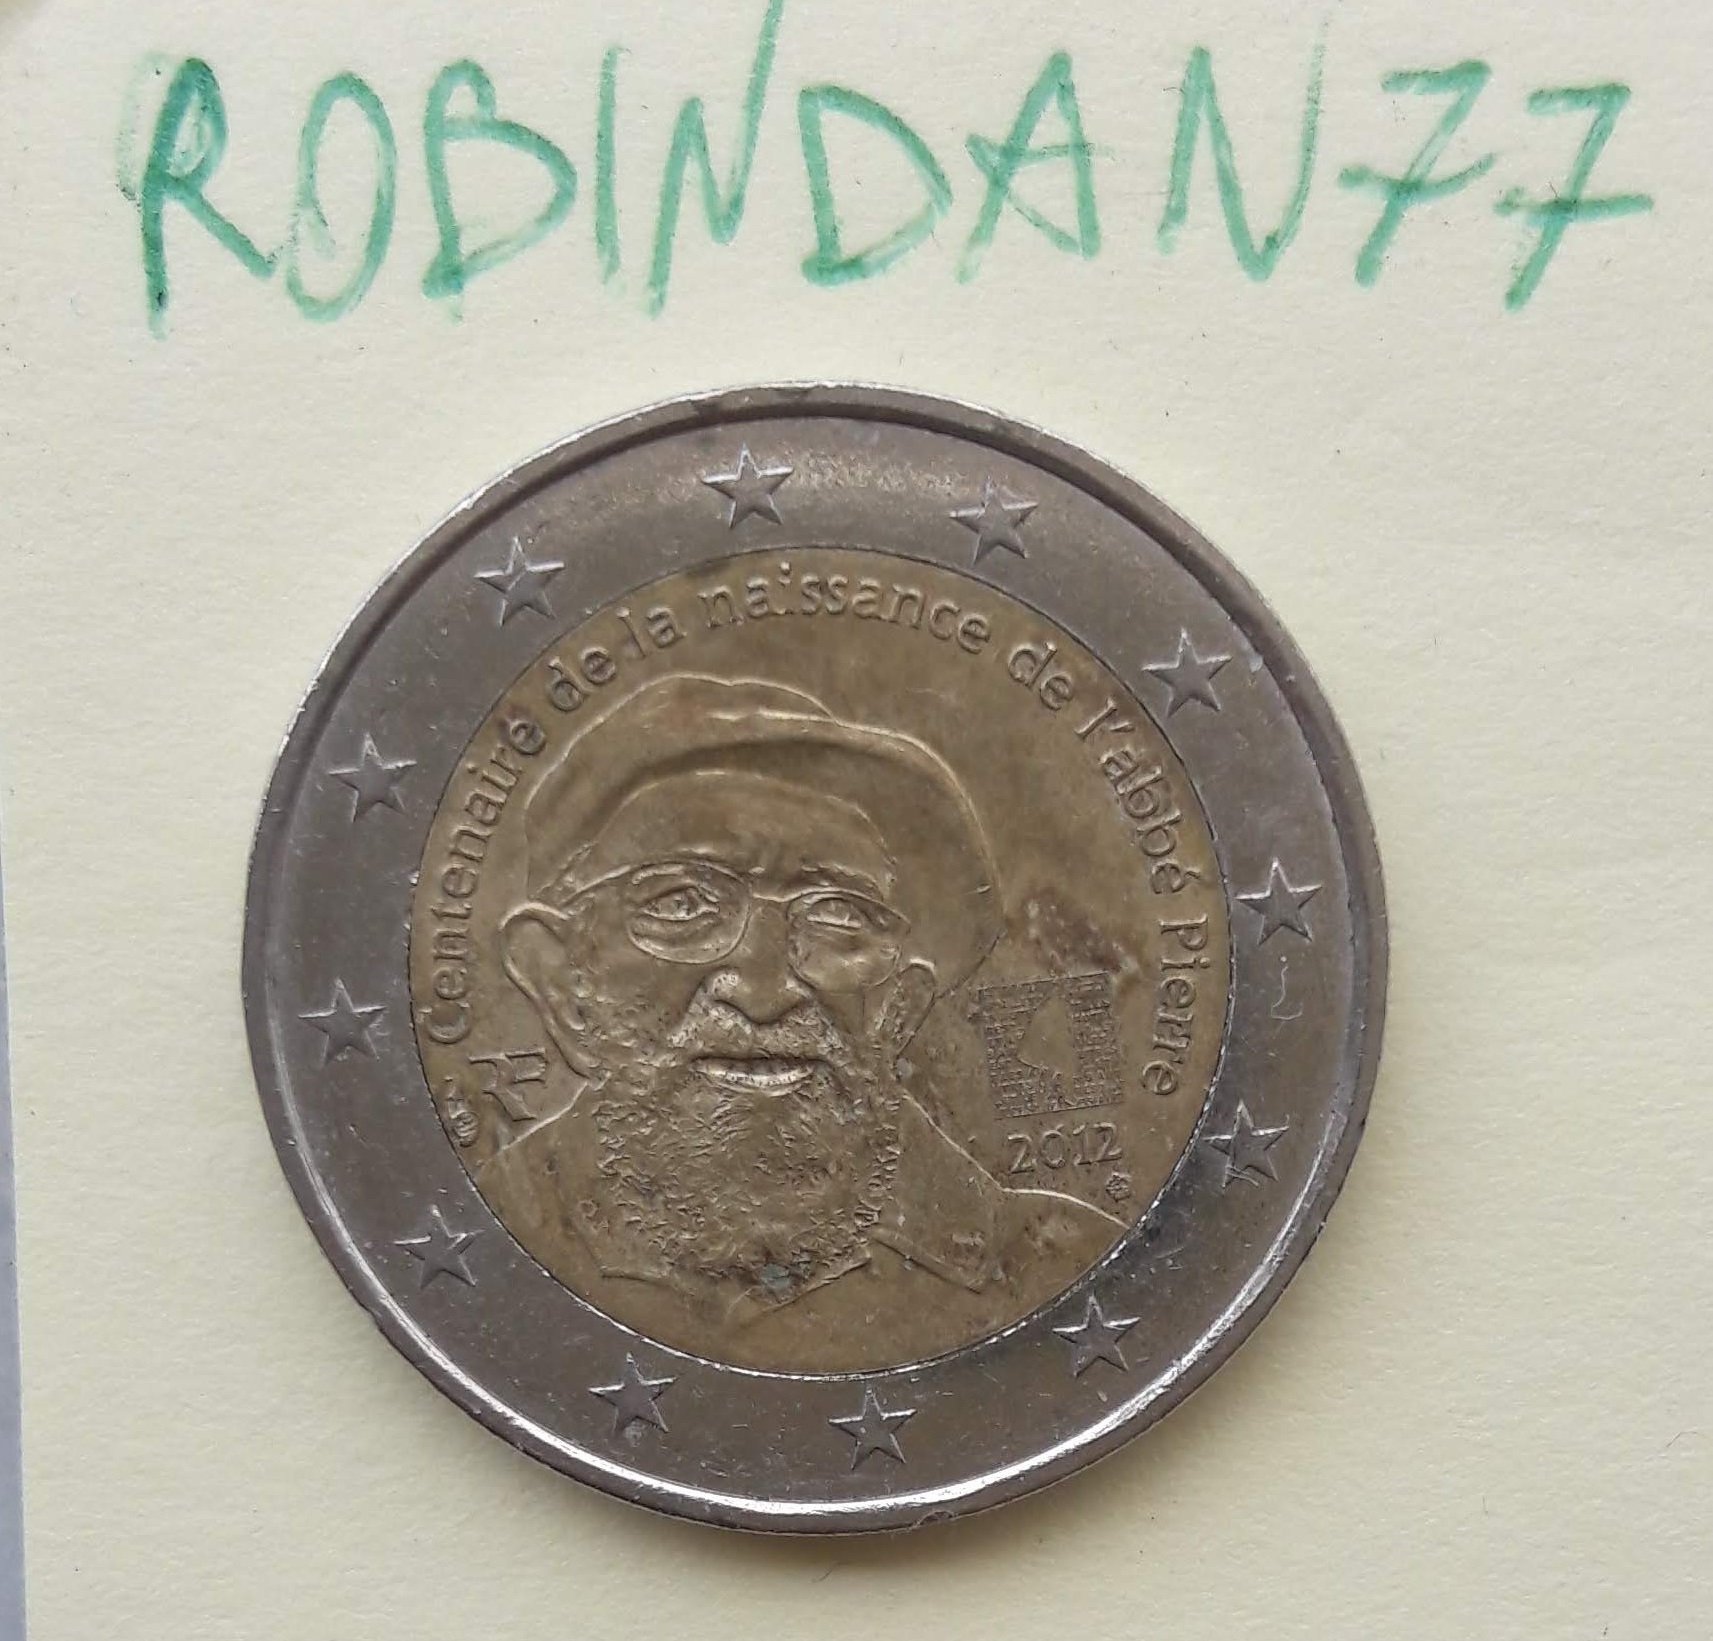 ROBINDAN77
Centenaire de la naissance de l'abbé Pierre
RF
2012